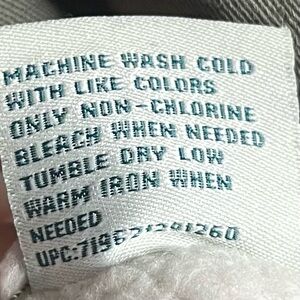 MACHINE WASH COLD
WITH LIKE COLORS
ONLY NON-CHLORINE
BLEACH WHEN NEEDED
TUMBLE DRY LOW
WARM IRON WHEN
NEEDED